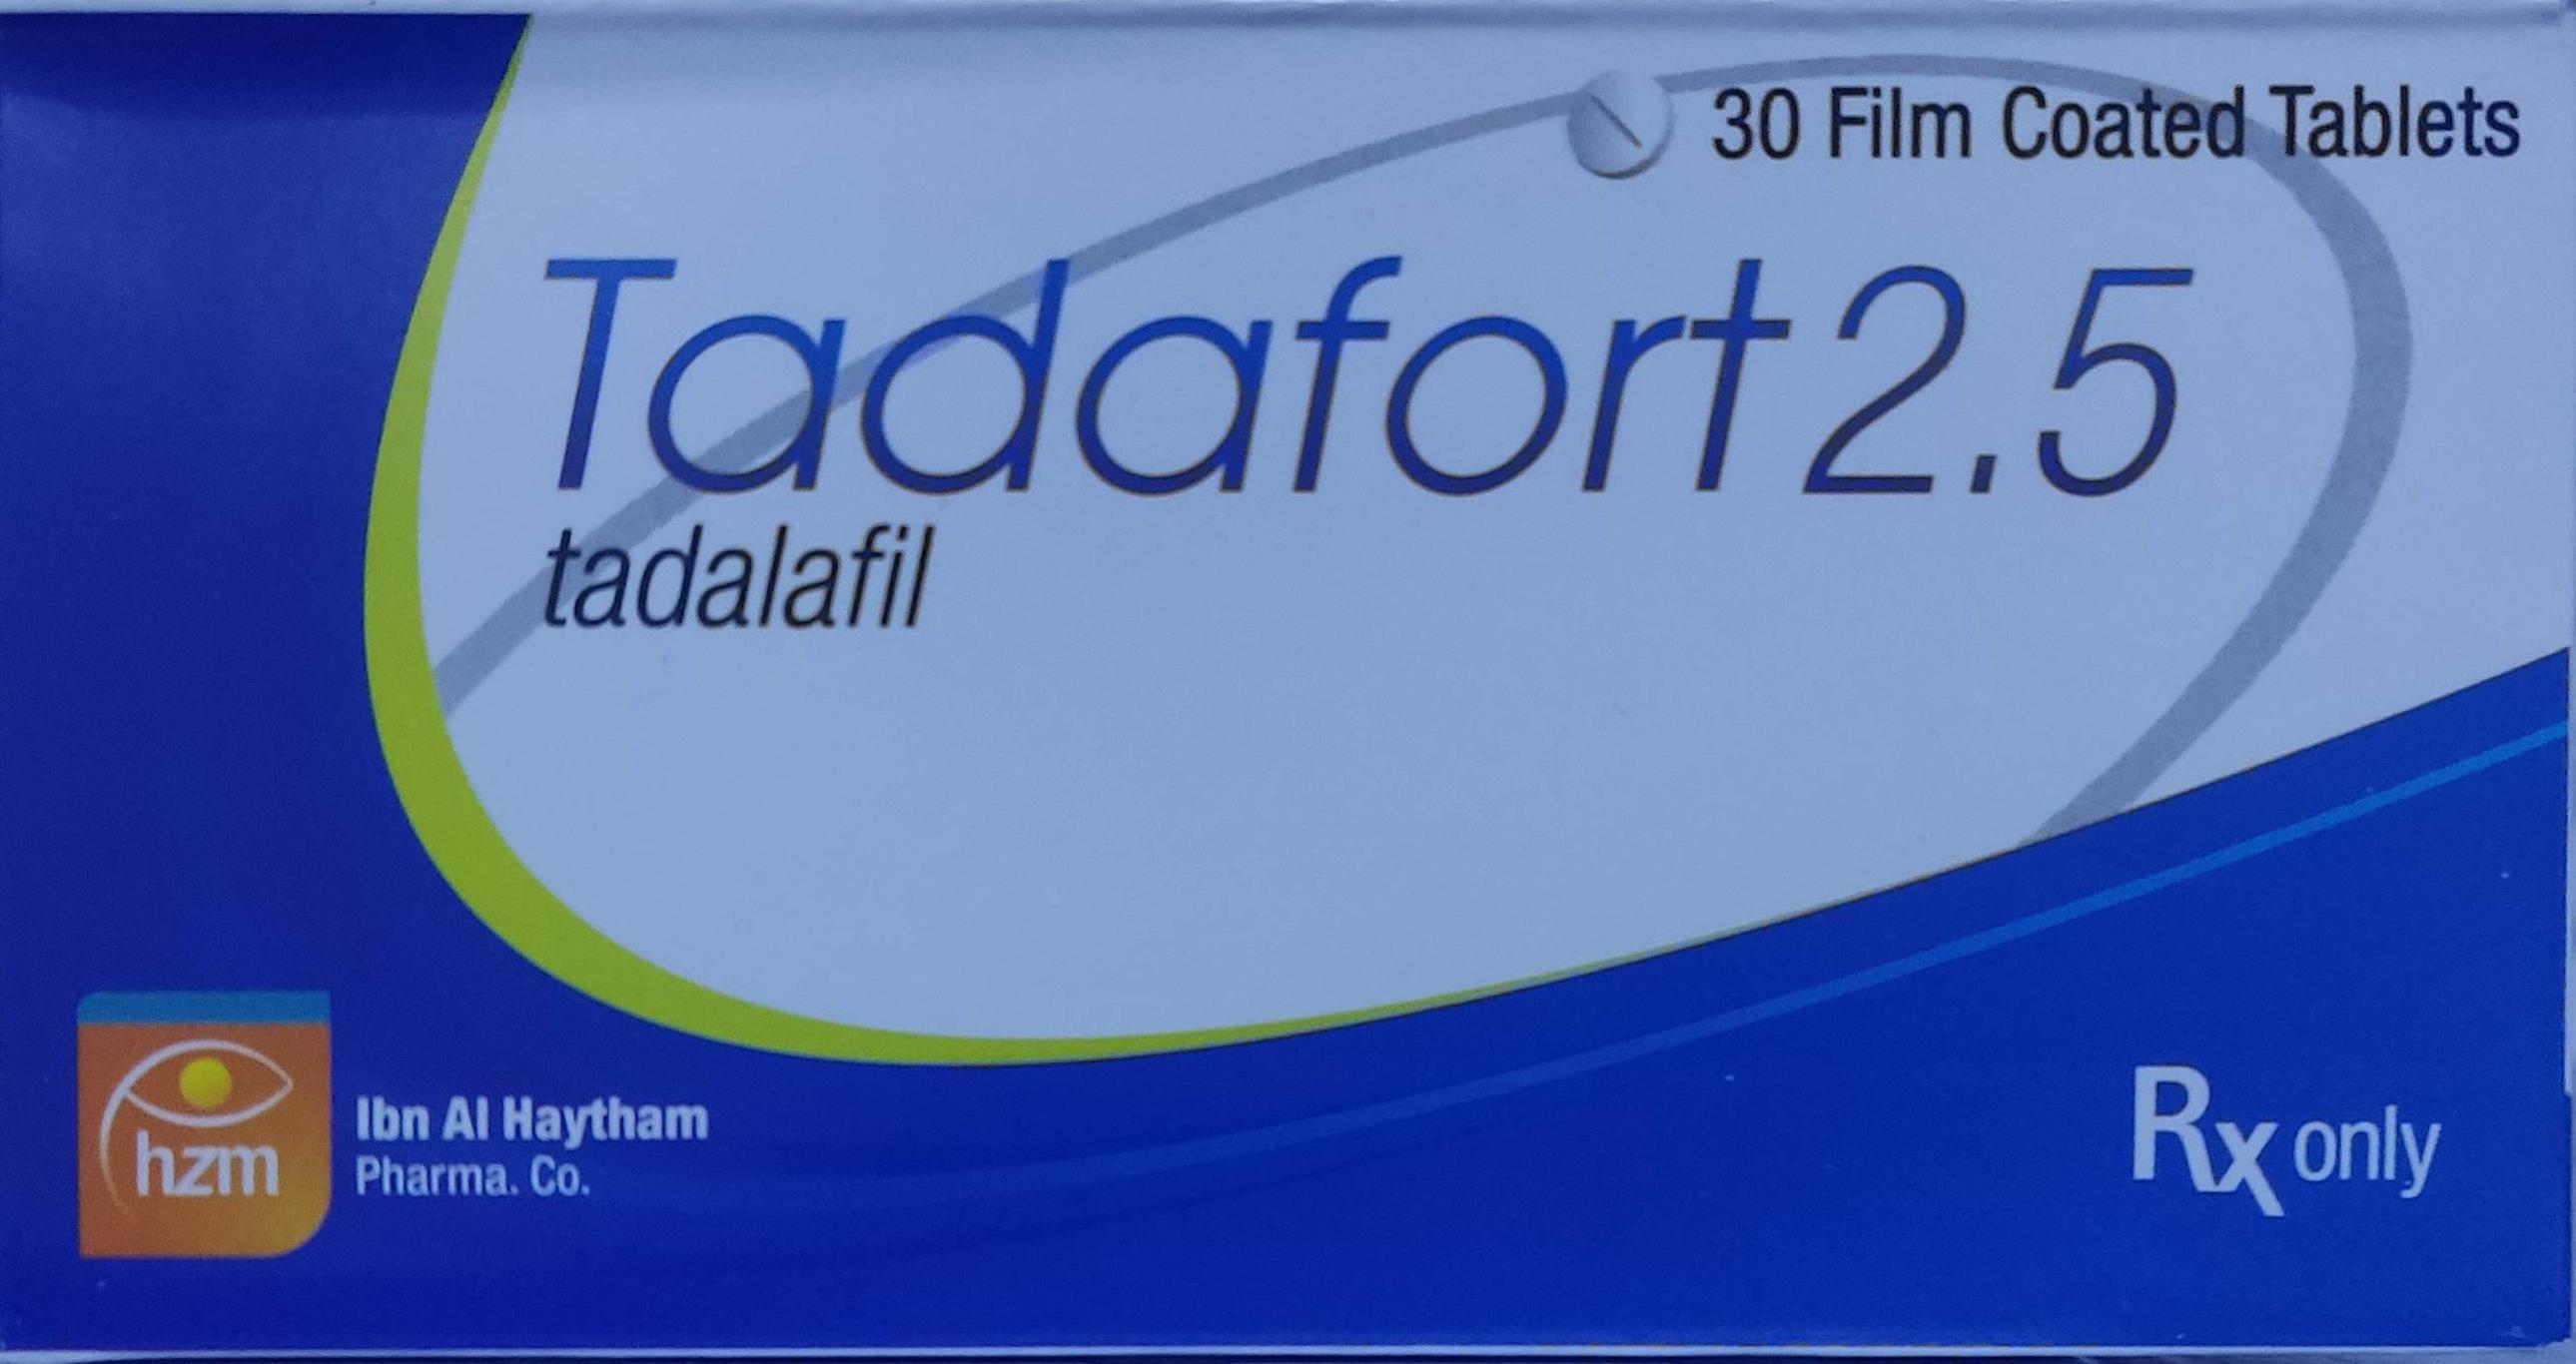 30 Film Coated Tablets
Tadafort 2.5
tadalafil
hzm
Ibn Al Haytham
Pharma. Co.
Rx only